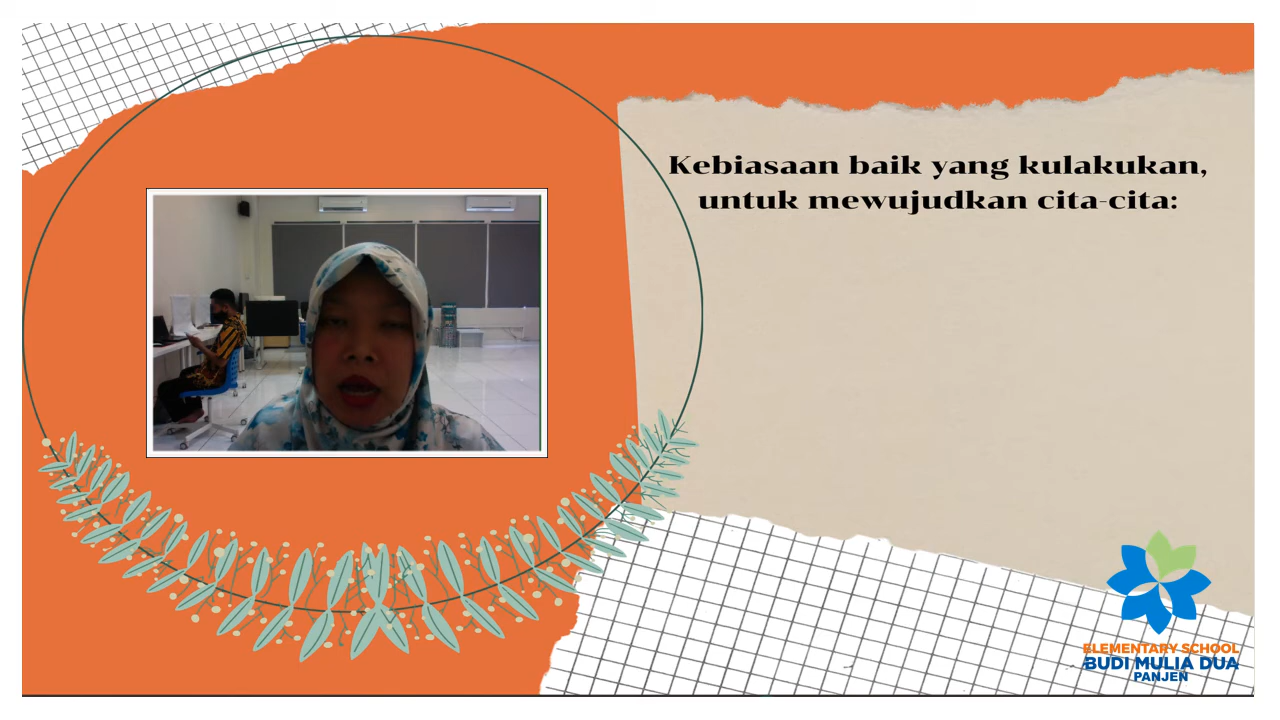 Kebiasaan baik yang kulakukan,
untuk mewujudkan cita-cita:
ELEMENTARY SCHOOL
BUDI MULIA DUA
PANJEN